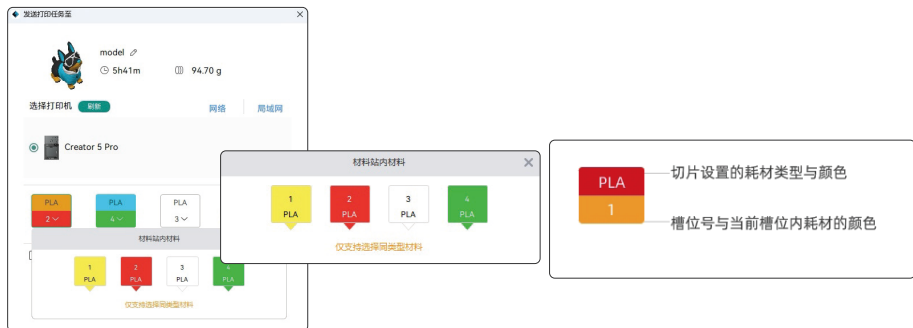 发送打印任务至
model
5h41m 94.70 g
选择打印机 刷新 网络 局域网
Creator 5 Pro
PLA PLA PLA
2 4 3
材料站内材料
1 2 3 4
PLA PLA PLA PLA
仅支持选择同类型材料
材料站内材料
1 2 3 4
PLA PLA PLA PLA
仅支持选择同类型材料
PLA
1
切片设置的耗材类型与颜色
槽位号与当前槽位内耗材的颜色